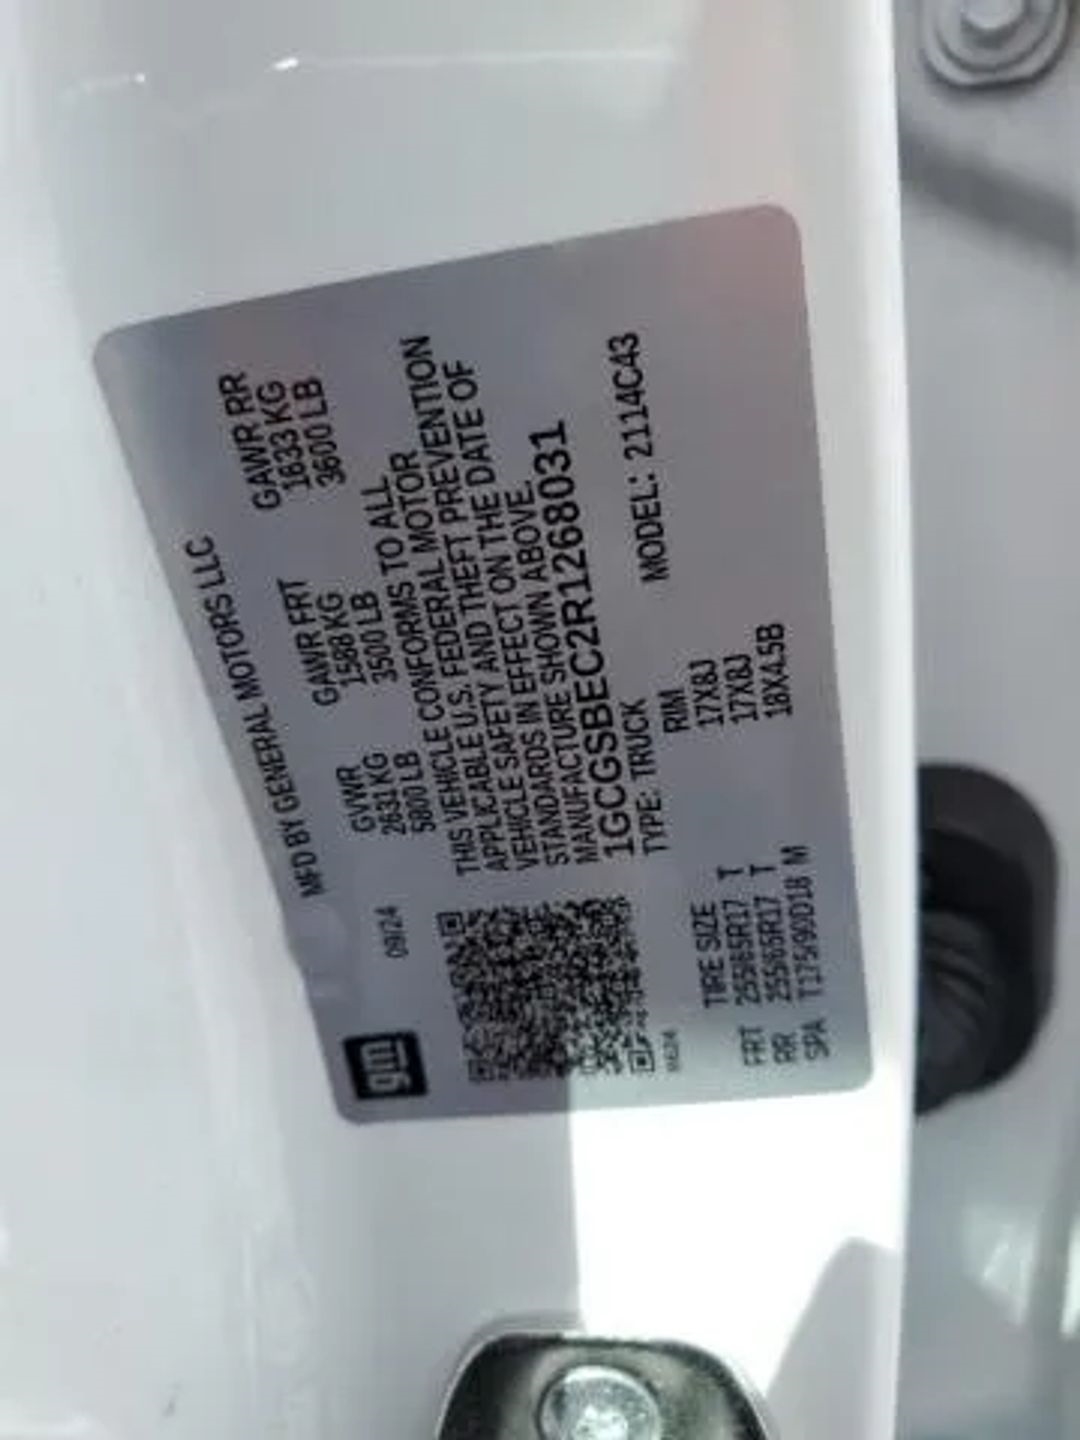 MFD BY GENERAL MOTORS LLC
gm
09/24
GVWR GAWR FRT GAWR RR
2631 KG 1588 KG 1633 KG
5800 LB 3500 LB 3600 LB
THIS VEHICLE CONFORMS TO ALL
APPLICABLE U.S. FEDERAL MOTOR
VEHICLE SAFETY AND THEFT PREVENTION
STANDARDS IN EFFECT ON THE DATE OF
MANUFACTURE SHOWN ABOVE.
1GCGSBEC2R1268031
TYPE: TRUCK MODEL: 2114C43
TIRE SIZE RIM
FRT 255/65R17 T 17X8J
RR 255/65R17 T 17X8J
SPA T175/90D18 M 18X4.5B